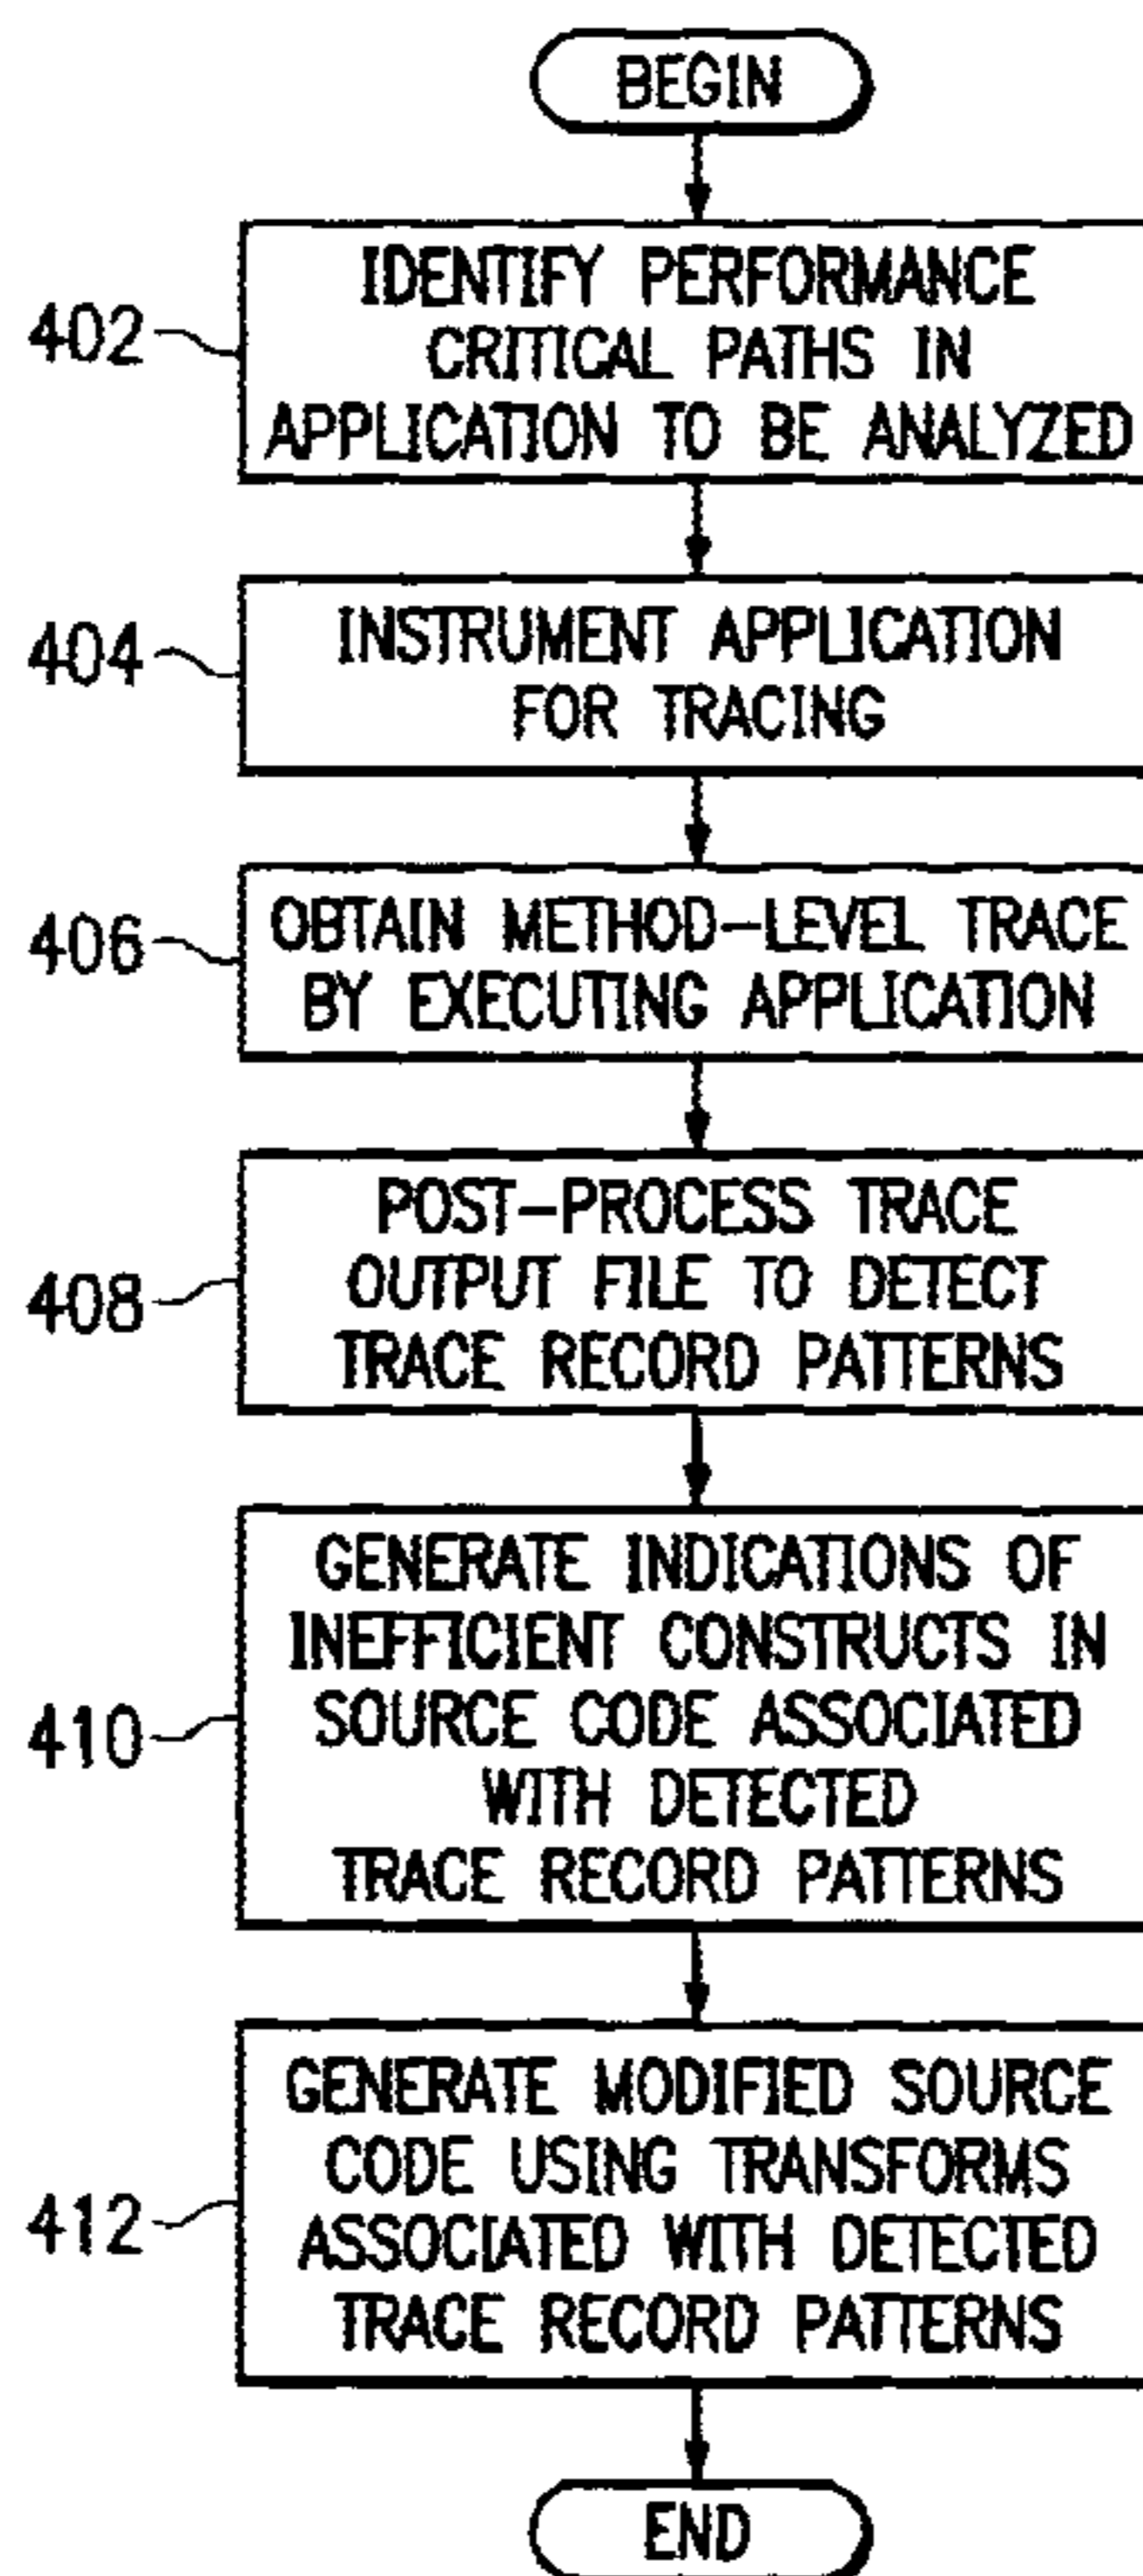 BEGIN
402
IDENTIFY PERFORMANCE
CRITICAL PATHS IN
APPLICATION TO BE ANALYZED
404
INSTRUMENT APPLICATION
FOR TRACING
406
OBTAIN METHOD-LEVEL TRACE
BY EXECUTING APPLICATION
408
POST-PROCESS TRACE
OUTPUT FILE TO DETECT
TRACE RECORD PATTERNS
410
GENERATE INDICATIONS OF
INEFFICIENT CONSTRUCTS IN
SOURCE CODE ASSOCIATED
WITH DETECTED
TRACE RECORD PATTERNS
412
GENERATE MODIFIED SOURCE
CODE USING TRANSFORMS
ASSOCIATED WITH DETECTED
TRACE RECORD PATTERNS
END